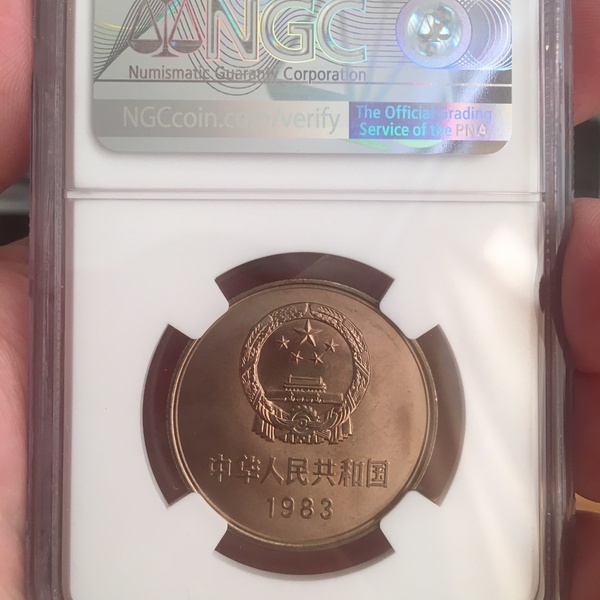 NGC
Numismatic Guaranty Corporation
NGCcoin.com/verify
The Official Grading
Service of the PNA
中华人民共和国
1983